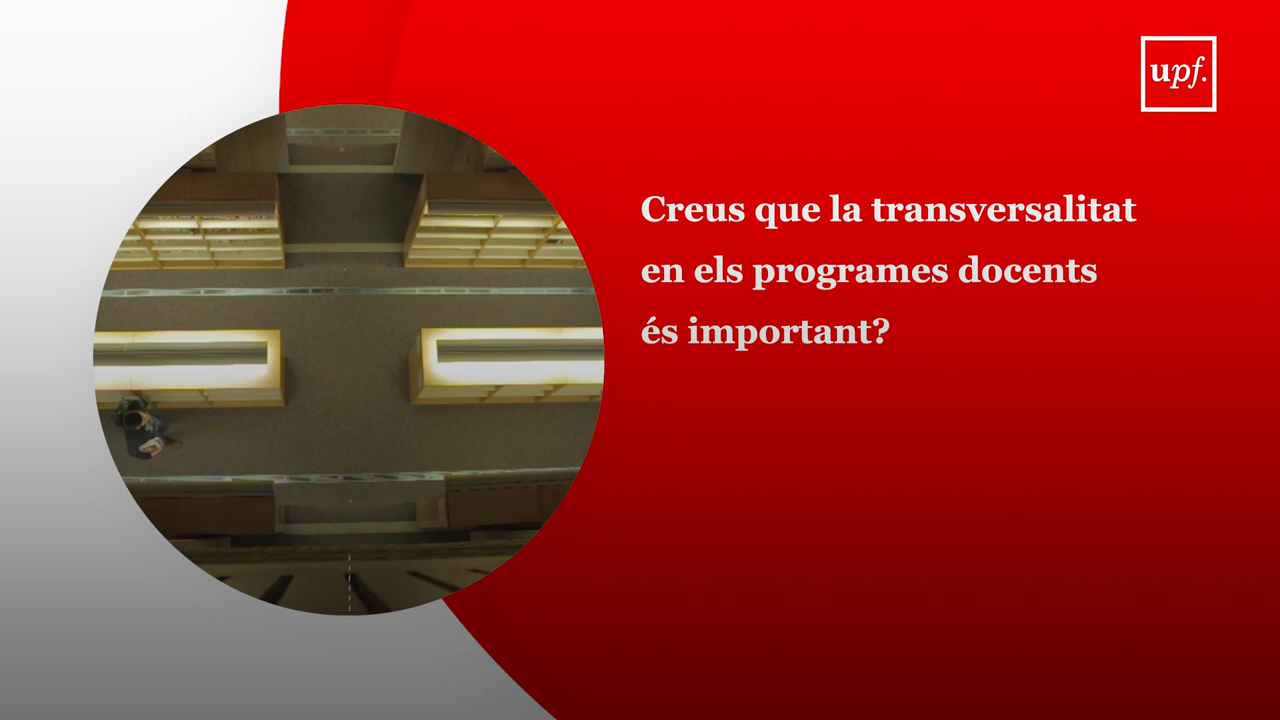 upf.
Creus que la transversalitat
en els programes docents
és important?